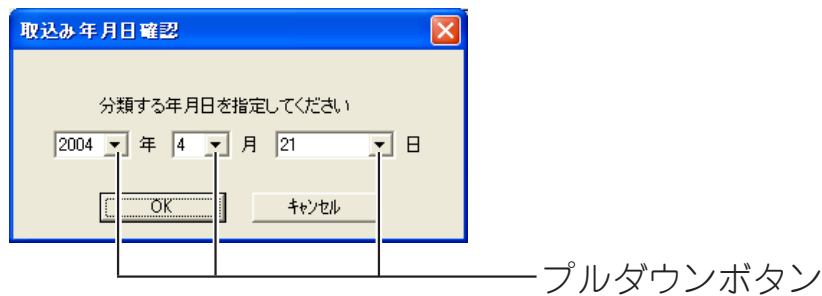 取込み年月日確認
分類する年月日を指定してください
2004 年 4 月 21 日
OK キャンセル
プルダウンボタン